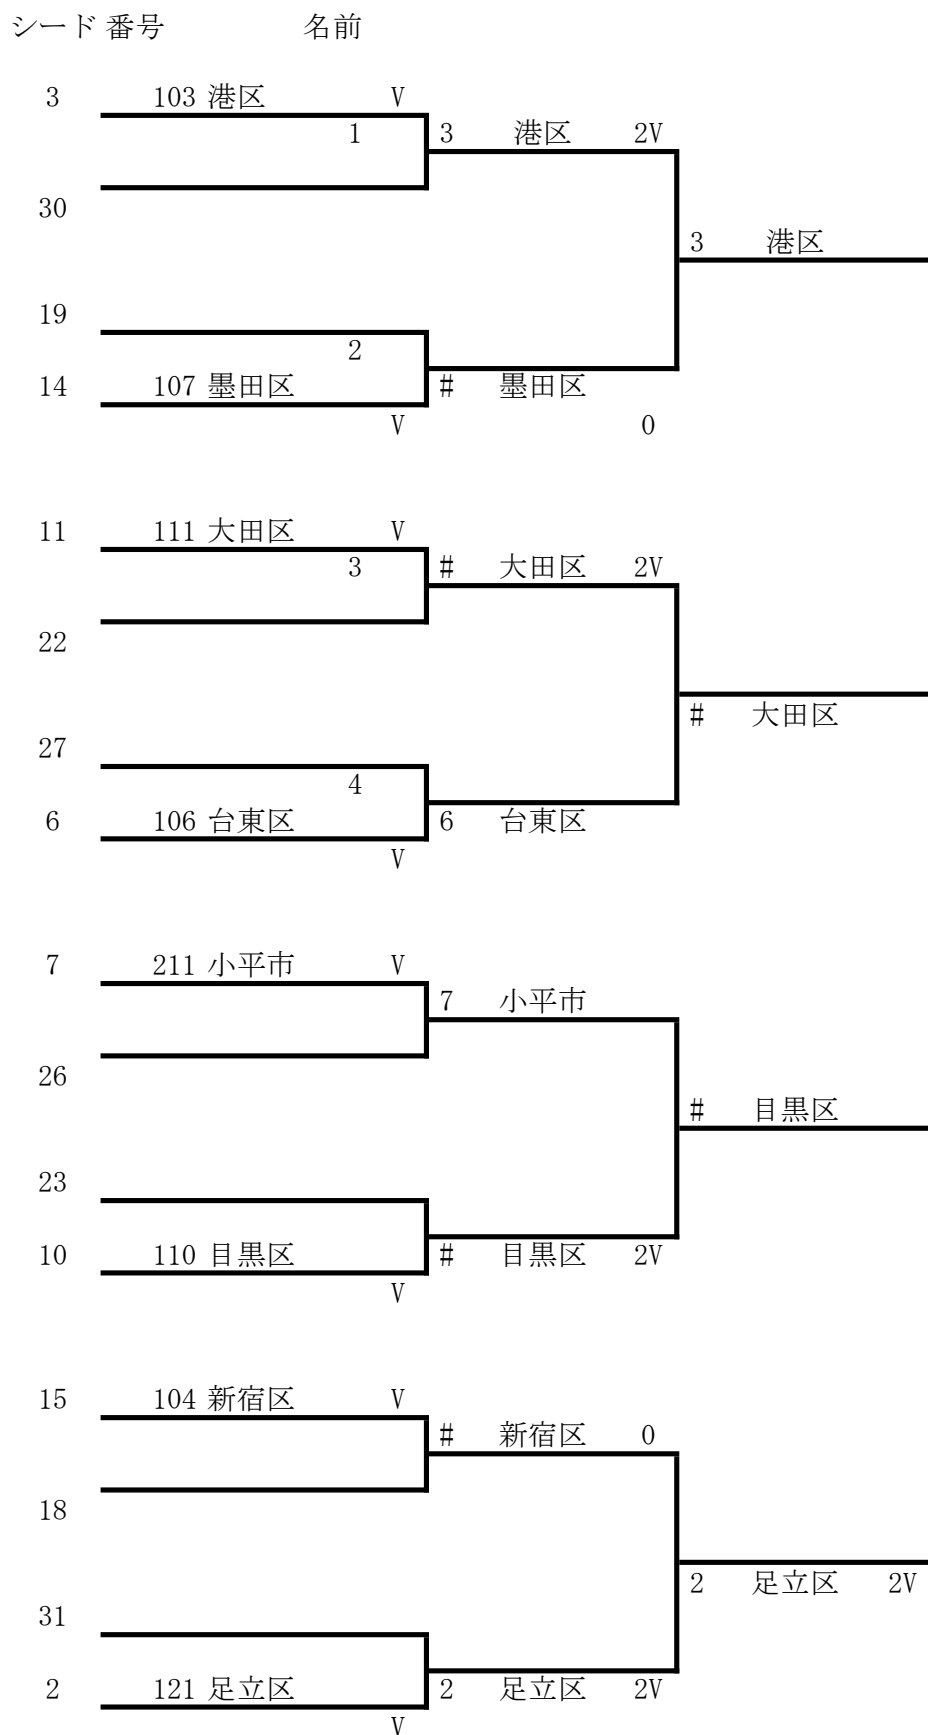 シード 番号 名前
3 103 港区 V
1 3 港区 2V
30
3 港区
19
2
14 107 墨田区 # 墨田区
V 0
11 111 大田区 V
3 # 大田区 2V
22
# 大田区
27
4
6 106 台東区 6 台東区
V
7 211 小平市 V
7 小平市
26
# 目黒区
23
10 110 目黒区 # 目黒区 2V
V
15 104 新宿区 V
# 新宿区 0
18
2 足立区 2V
31
2 121 足立区 2 足立区 2V
V